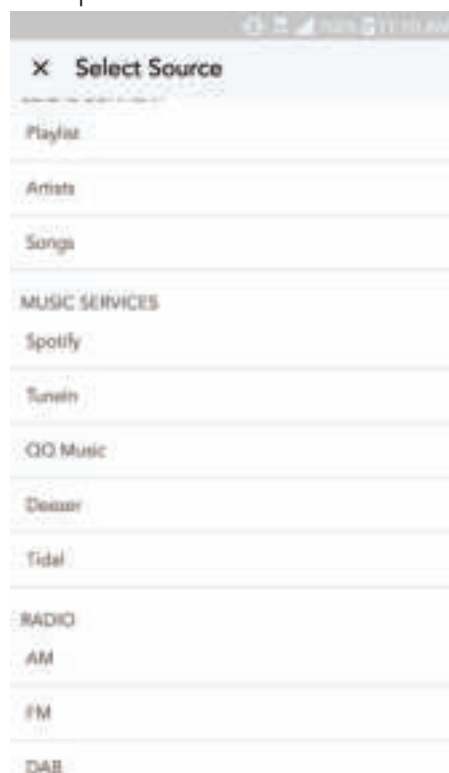 × Select Source
Playlist
Artists
Songs
MUSIC SERVICES
Spotify
TuneIn
QQ Music
Deezer
Tidal
RADIO
AM
FM
DAB